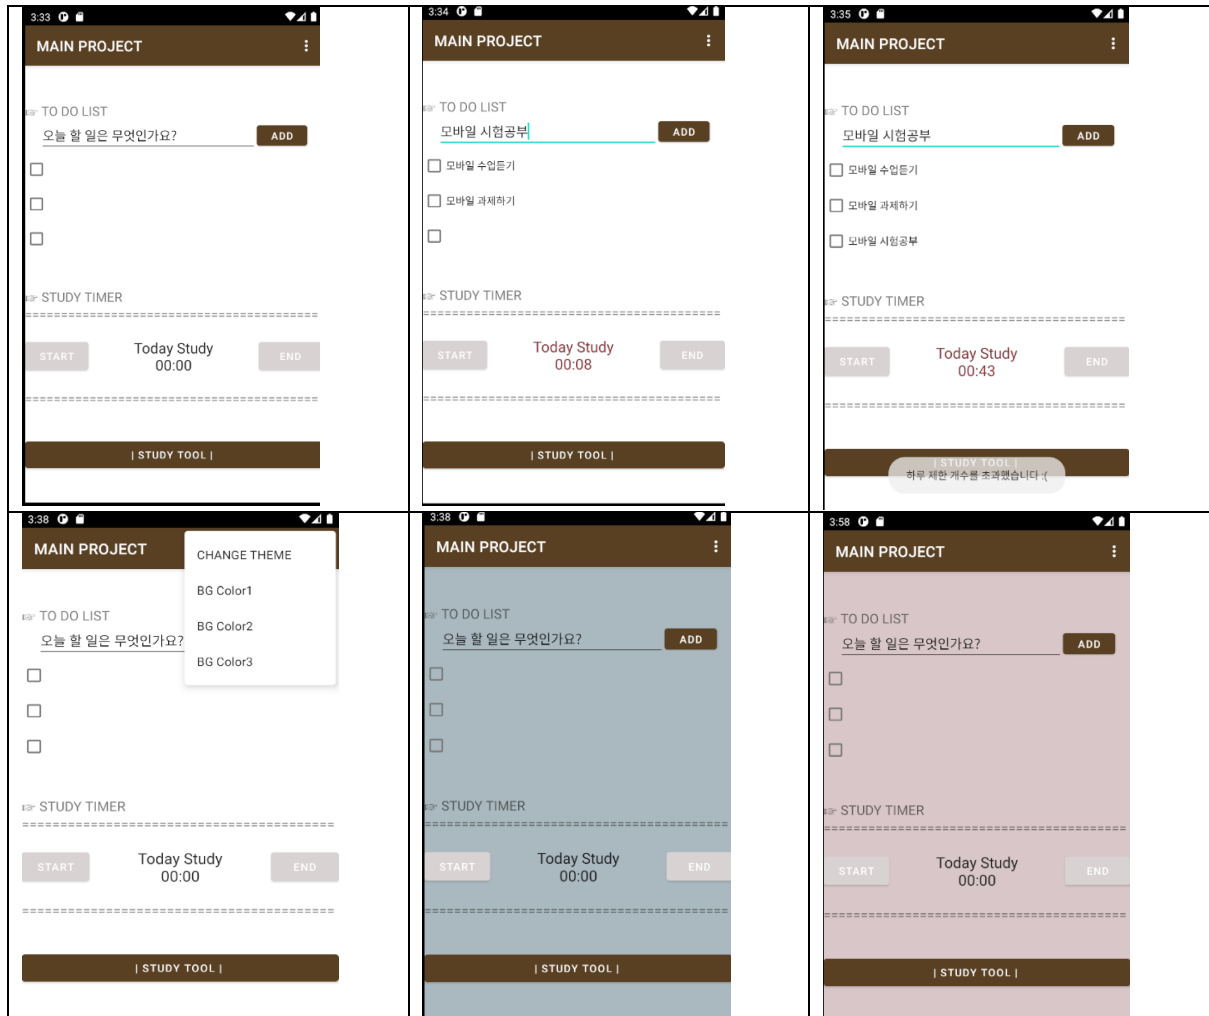 3:33
MAIN PROJECT
☞ TO DO LIST
오늘 할 일은 무엇인가요?
ADD
☞ STUDY TIMER
==================================
START
Today Study
00:00
END
==================================
| STUDY TOOL |
3:34
MAIN PROJECT
☞ TO DO LIST
모바일 시험공부
ADD
모바일 수업듣기
모바일 과제하기
☞ STUDY TIMER
==================================
START
Today Study
00:08
END
==================================
| STUDY TOOL |
3:35
MAIN PROJECT
☞ TO DO LIST
모바일 시험공부
ADD
모바일 수업듣기
모바일 과제하기
모바일 시험공부
☞ STUDY TIMER
==================================
START
Today Study
00:43
END
==================================
| STUDY TOOL |
하루 제한 개수를 초과했습니다 :(
3:38
MAIN PROJECT
CHANGE THEME
BG Color1
BG Color2
BG Color3
☞ TO DO LIST
오늘 할 일은 무엇인가요?
☞ STUDY TIMER
==================================
START
Today Study
00:00
END
==================================
| STUDY TOOL |
3:38
MAIN PROJECT
☞ TO DO LIST
오늘 할 일은 무엇인가요?
ADD
☞ STUDY TIMER
==================================
START
Today Study
00:00
END
==================================
| STUDY TOOL |
3:58
MAIN PROJECT
☞ TO DO LIST
오늘 할 일은 무엇인가요?
ADD
☞ STUDY TIMER
==================================
START
Today Study
00:00
END
==================================
| STUDY TOOL |